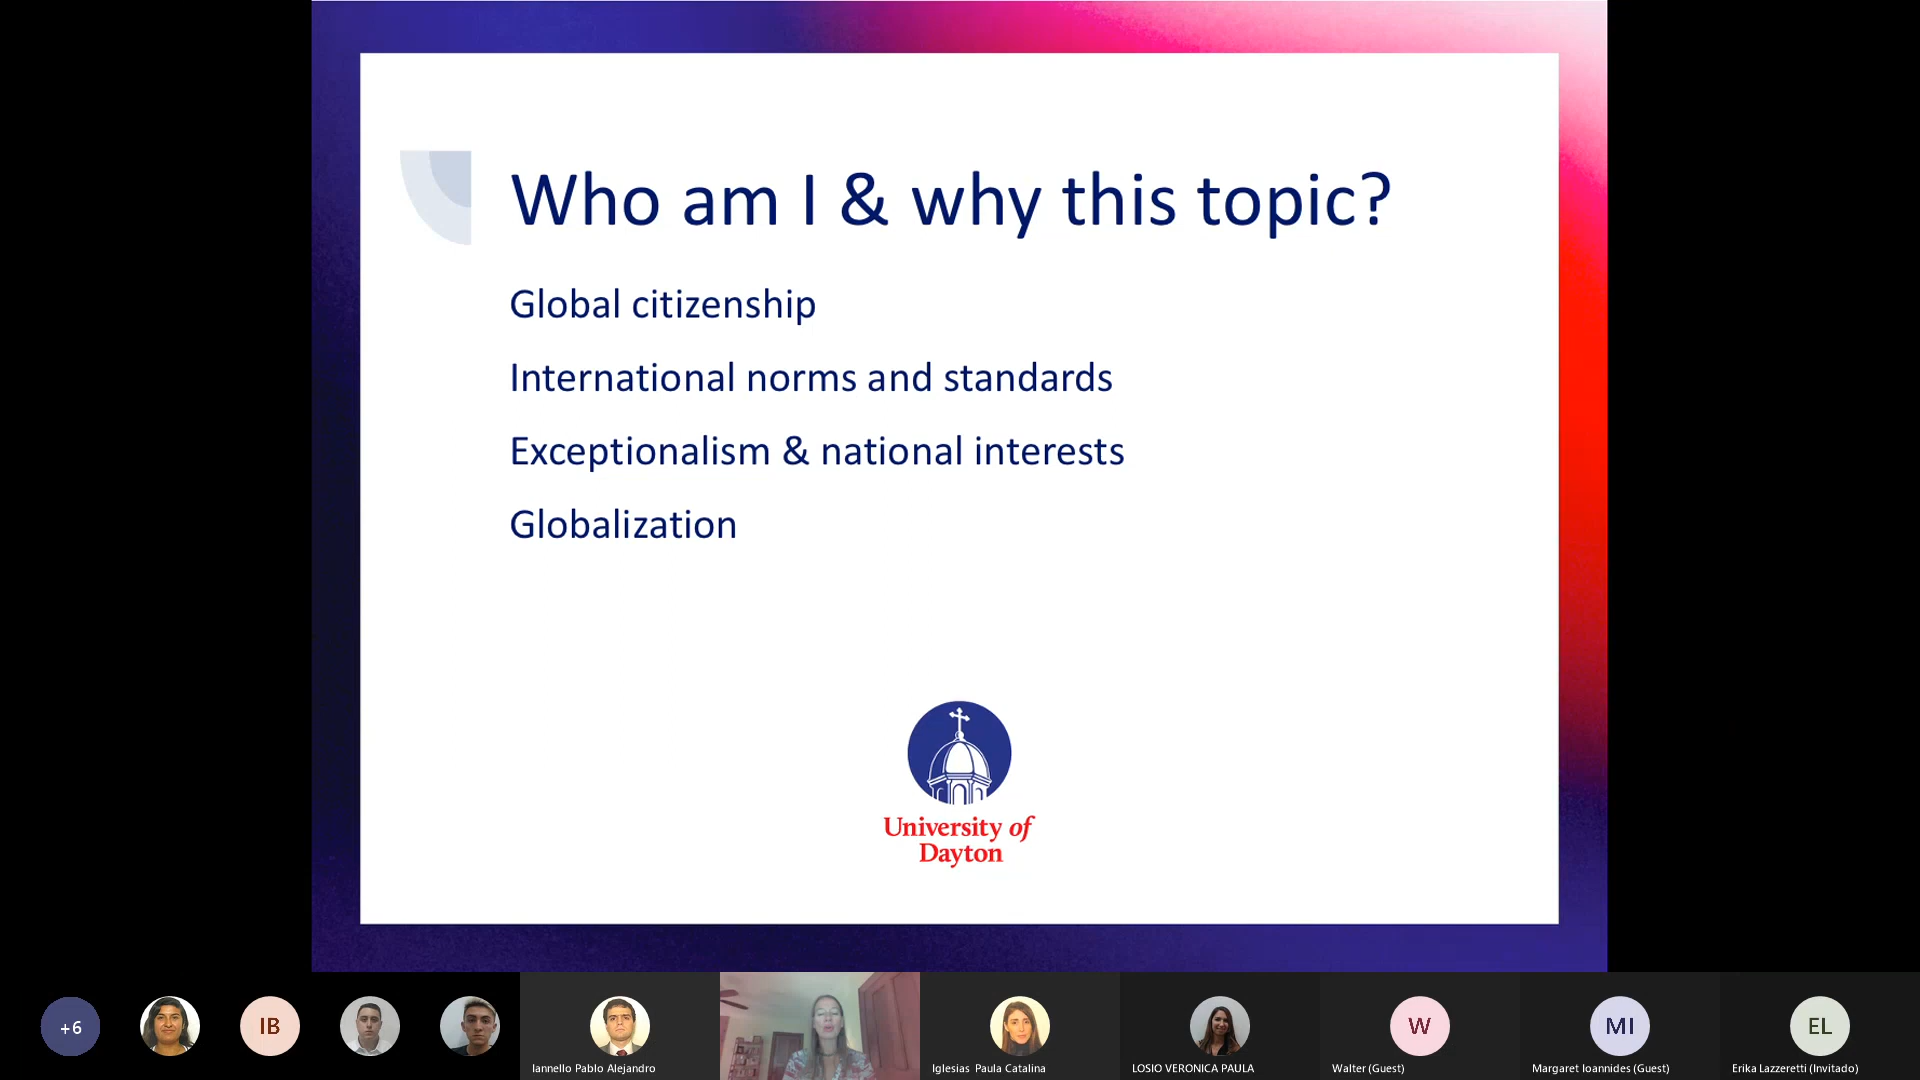 Who am I & why this topic?
Global citizenship
International norms and standards
Exceptionalism & national interests
Globalization
University of
Dayton
+6
IB
Iannello Pablo Alejandro
Iglesias Paula Catalina
LOSIO VERONICA PAULA
W
Walter (Guest)
MI
Margaret Ioannides (Guest)
EL
Erika Lazzeretti (Invitado)